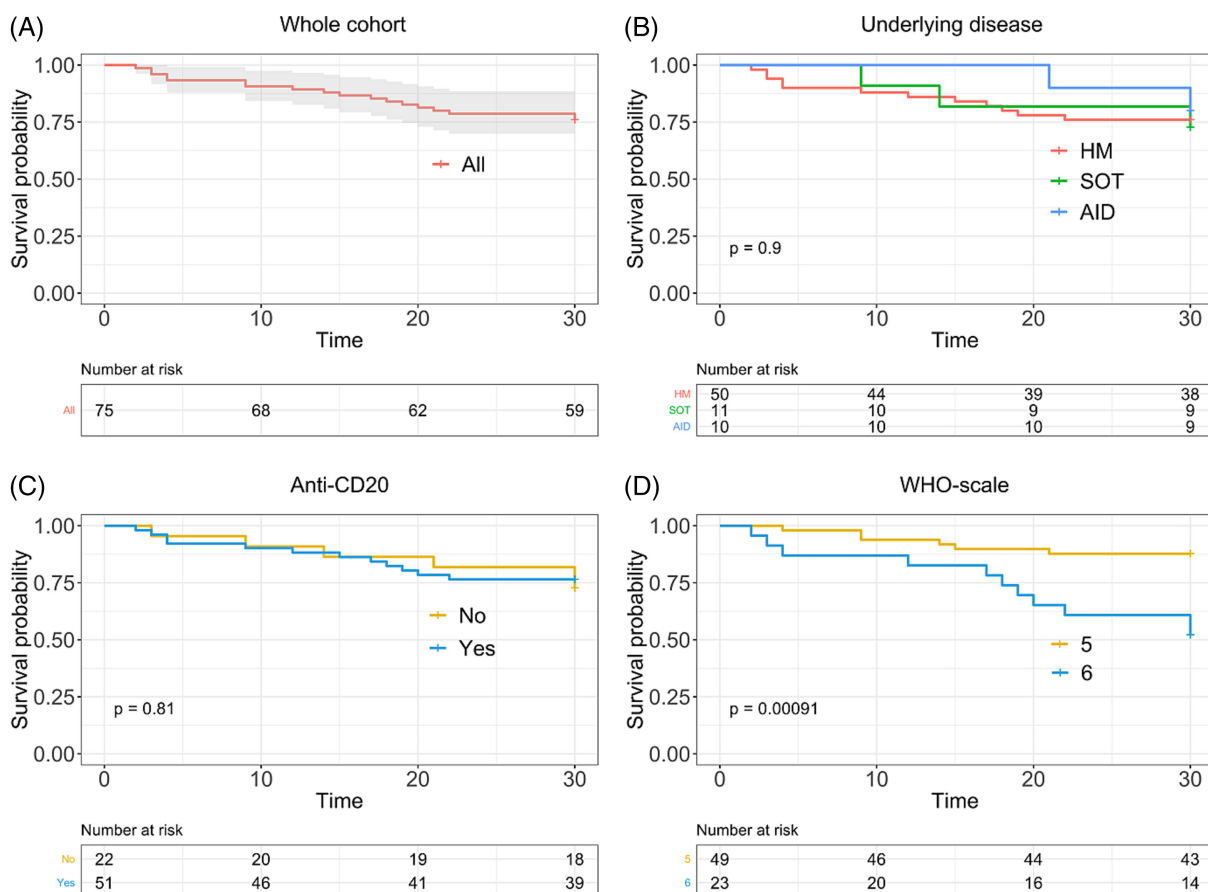 (A)
Whole cohort
Survival probability
1.00
0.75
0.50
0.25
0.00
All
0 10 20 30
Time
Number at risk
All 75 68 62 59
(B)
Underlying disease
Survival probability
1.00
0.75
0.50
0.25
0.00
HM
SOT
AID
p = 0.9
0 10 20 30
Time
Number at risk
HM 50 44 39 38
SOT 11 10 9 9
AID 10 10 10 9
(C)
Anti-CD20
Survival probability
1.00
0.75
0.50
0.25
0.00
No
Yes
p = 0.81
0 10 20 30
Time
Number at risk
No 22 20 19 18
Yes 51 46 41 39
(D)
WHO-scale
Survival probability
1.00
0.75
0.50
0.25
0.00
5
6
p = 0.00091
0 10 20 30
Time
Number at risk
5 49 46 44 43
6 23 20 16 14